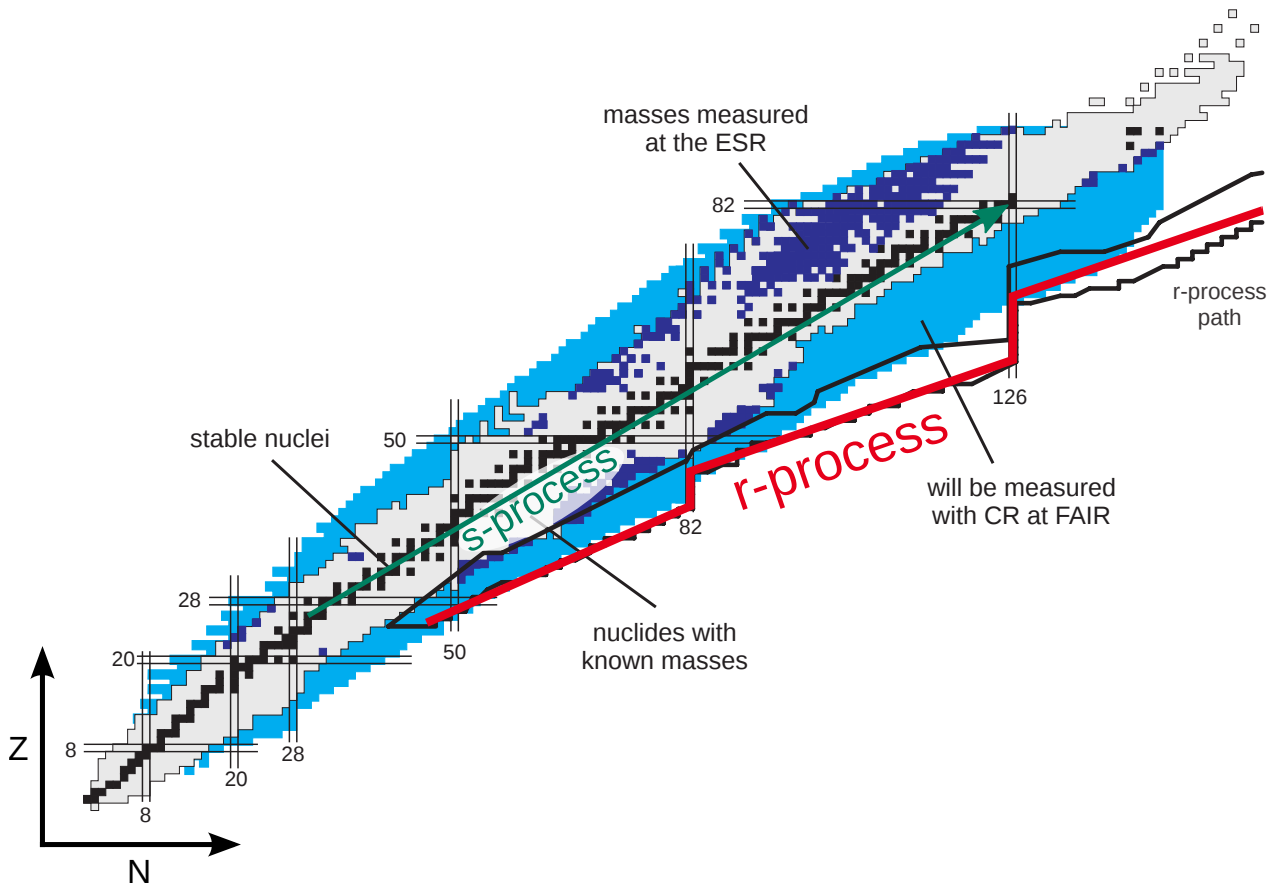 masses measured
at the ESR
82
r-process
path
126
stable nuclei
50
s-process
r-process
will be measured
with CR at FAIR
82
28
nuclides with
known masses
50
20
Z
8
28
20
8
N